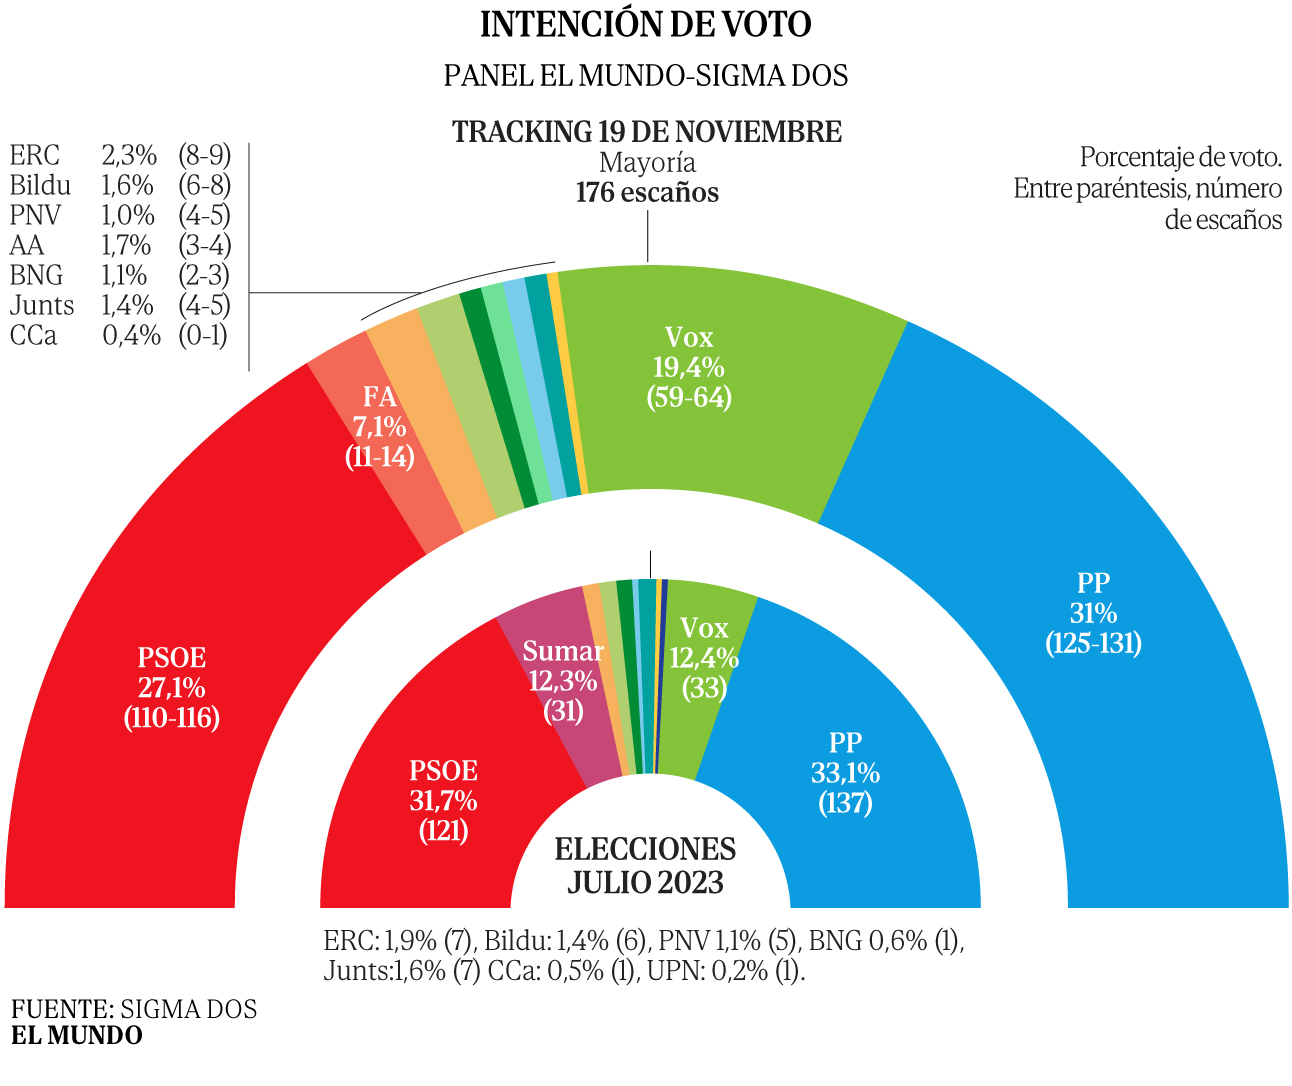 INTENCIÓN DE VOTO
PANEL EL MUNDO-SIGMA DOS
TRACKING 19 DE NOVIEMBRE
Mayoría
176 escaños
Porcentaje de voto.
Entre paréntesis, número
de escaños
ERC 2,3% (8-9)
Bildu 1,6% (6-8)
PNV 1,0% (4-5)
AA 1,7% (3-4)
BNG 1,1% (2-3)
Junts 1,4% (4-5)
CCa 0,4% (0-1)
PSOE
27,1%
(110-116)
FA
7,1%
(11-14)
Vox
19,4%
(59-64)
PP
31%
(125-131)
PSOE
31,7%
(121)
Sumar
12,3%
(31)
Vox
12,4%
(33)
PP
33,1%
(137)
ELECCIONES
JULIO 2023
ERC: 1,9% (7), Bildu: 1,4% (6), PNV 1,1% (5), BNG 0,6% (1),
Junts:1,6% (7) CCa: 0,5% (1), UPN: 0,2% (1).
FUENTE: SIGMA DOS
EL MUNDO